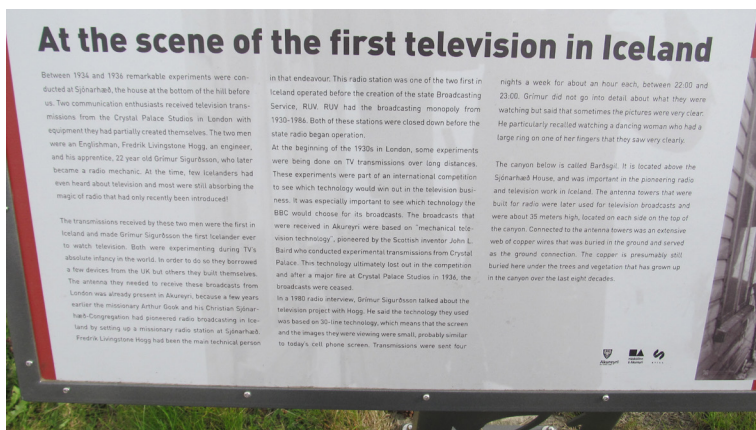 At the scene of the first television in Iceland
Between 1934 and 1936 remarkable experiments were con-
ducted at Sjónarhæð, the house at the bottom of the hill before
us. Two communication enthusiasts received television trans-
missions from the Crystal Palace Studios in London with
equipment they had partially created themselves. The two men
were an Englishman, Fredrik Livingstone Hogg, an engineer,
and his apprentice, 22 year old Grímur Sigurðsson, who later
became a radio mechanic. At the time, few Icelanders had
even heard about television and most were still absorbing the
magic of radio that had only recently been introduced!
The transmissions received by these two men were the first in
Iceland and made Grímur Sigurðsson the first Icelander ever
to watch television. Both were experimenting during TV's
absolute infancy in the world. In order to do so they borrowed
a few devices from the UK but others they built themselves.
The antenna they needed to receive these broadcasts from
London was already present in Akureyri, because a few years
earlier the missionary Arthur Gook and his Christian Sjónar-
hæð-Congregation had pioneered radio broadcasting in Ice-
land by setting up a missionary radio station at Sjónarhæð.
Fredrik Livingstone Hogg had been the main technical person
in that endeavour. This radio station was one of the two first in
Iceland operated before the creation of the state Broadcasting
Service, RUV. RUV had the broadcasting monopoly from
1930-1986. Both of these stations were closed down before the
state radio began operation.
At the beginning of the 1930s in London, some experiments
were being done on TV transmissions over long distances.
These experiments were part of an international competition
to see which technology would win out in the television busi-
ness. It was especially important to see which technology the
BBC would choose for its broadcasts. The broadcasts that
were received in Akureyri were based on "mechanical tele-
vision technology", pioneered by the Scottish inventor John L.
Baird who conducted experimental transmissions from Crystal
Palace. This technology ultimately lost out in the competition
and after a major fire at Crystal Palace Studios in 1936, the
broadcasts were ceased.
In a 1980 radio interview, Grímur Sigurðsson talked about the
television project with Hogg. He said the technology they used
was based on 30-line technology, which means that the screen
and the images they were viewing were small, probably similar
to today's cell phone screen. Transmissions were sent four
nights a week for about an hour each, between 22:00 and
23:00. Grímur did not go into detail about what they were
watching but said that sometimes the pictures were very clear.
He particularly recalled watching a dancing woman who had a
large ring on one of her fingers that they saw very clearly.
The canyon below is called Barðsgil. It is located above the
Sjónarhæð House, and was important in the pioneering radio
and television work in Iceland. The antenna towers that were
built for radio were later used for television broadcasts and
were about 35 meters high, located on each side on the top of
the canyon. Connected to the antenna towers was an extensive
web of copper wires that was buried in the ground and served
as the ground connection. The copper is presumably still
buried here under the trees and vegetation that has grown up
in the canyon over the last eight decades.
Akureyri